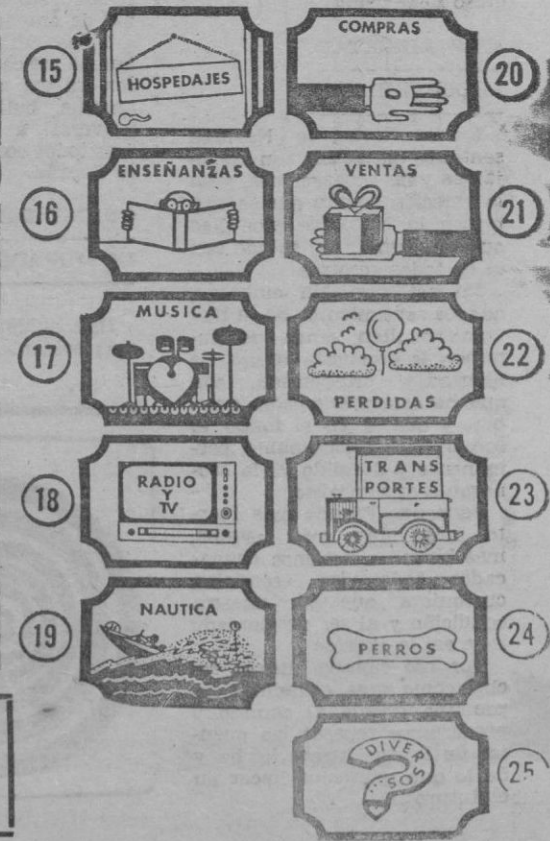 15
HOSPEDAJES
16
ENSEÑANZAS
17
MUSICA
18
RADIO
Y
TV
19
NAUTICA
COMPRAS
20
VENTAS
21
22
PERDIDAS
TRANS
PORTES
23
PERROS
24
DIVER
SOS
25